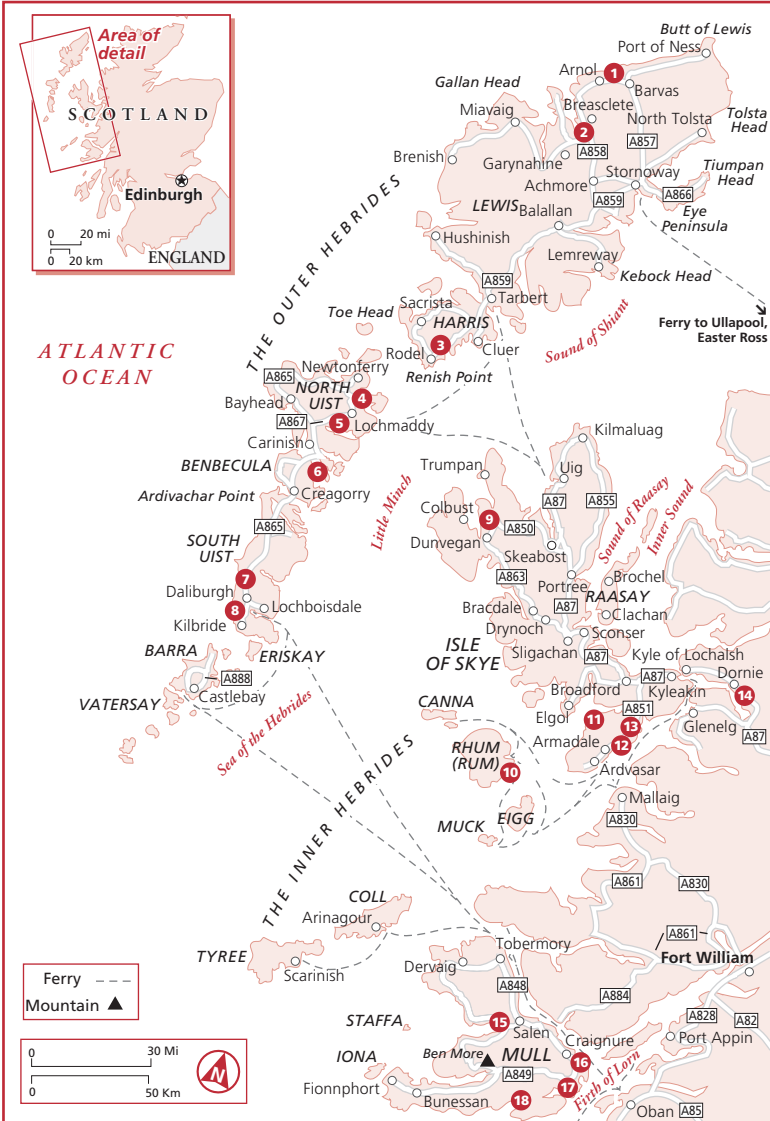 Area of
detail
SCOTLAND
Edinburgh
0 20 mi
0 20 km
ENGLAND
Butt of Lewis
Port of Ness
Arnol
1
Barvas
Gallan Head
Breasclete
Miavaig
2
North Tolsta
Tolsta
Head
A857
A858
Brenish
Garynahine
Tiumpan
Head
Achmore
Stornoway
A866
A859
LEWIS
Balallan
Eye
Peninsula
Hushinish
Lemreway
Kebock Head
THE OUTER HEBRIDES
A859
Tarbert
Toe Head
Sacrista
HARRIS
3
Cluer
Rodel
Renish Point
Sound of Shiant
Ferry to Ullapool,
Easter Ross
ATLANTIC
OCEAN
Newtonferry
A865
NORTH
UIST
4
Bayhead
A867
5
Lochmaddy
Carinish
BENBECULA
6
Ardivachar Point
Creagorry
A865
SOUTH
UIST
7
Daliburgh
8
Lochboisdale
Kilbride
BARRA
ERISKAY
A888
Castlebay
VATERSAY
Little Minch
Sea of the Hebrides
Kilmaluag
Trumpan
Uig
A87
A855
Sound of Raasay
Inner Sound
Colbust
9
A850
Dunvegan
Skeabost
A863
Portree
Brochel
RAASAY
A87
Clachan
Bracdale
Drynoch
Sconser
Sligachan
ISLE
OF SKYE
A87
Kyle of Lochalsh
A87
Dornie
Kyleakin
14
Broadford
A851
Elgol
11
13
Glenelg
A87
Armadale
12
Ardvasar
CANNA
RHUM
(RUM)
10
Mallaig
A830
MUCK
EIGG
THE INNER HEBRIDES
A861
A830
A861
Fort William
COLL
Arinagour
TYREE
Scarinish
Tobermory
Dervaig
A848
A884
A828
A82
STAFFA
15
Salen
Port Appin
Craignure
IONA
Ben More
MULL
16
A849
17
Firth of Lorn
Fionnphort
Bunessan
18
Oban
A85
Ferry
Mountain
0 30 Mi
0 50 Km
N